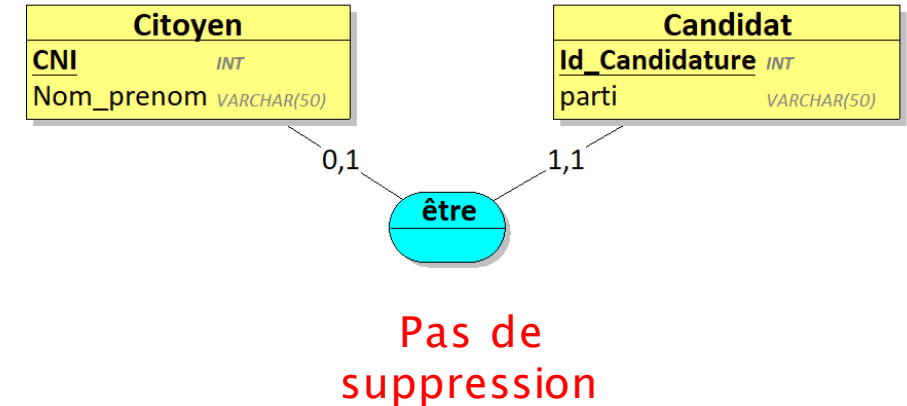 Citoyen
CNI INT
Nom_prenom VARCHAR(50)
Candidat
Id_Candidature INT
parti VARCHAR(50)
0,1
1,1
être
Pas de
suppression